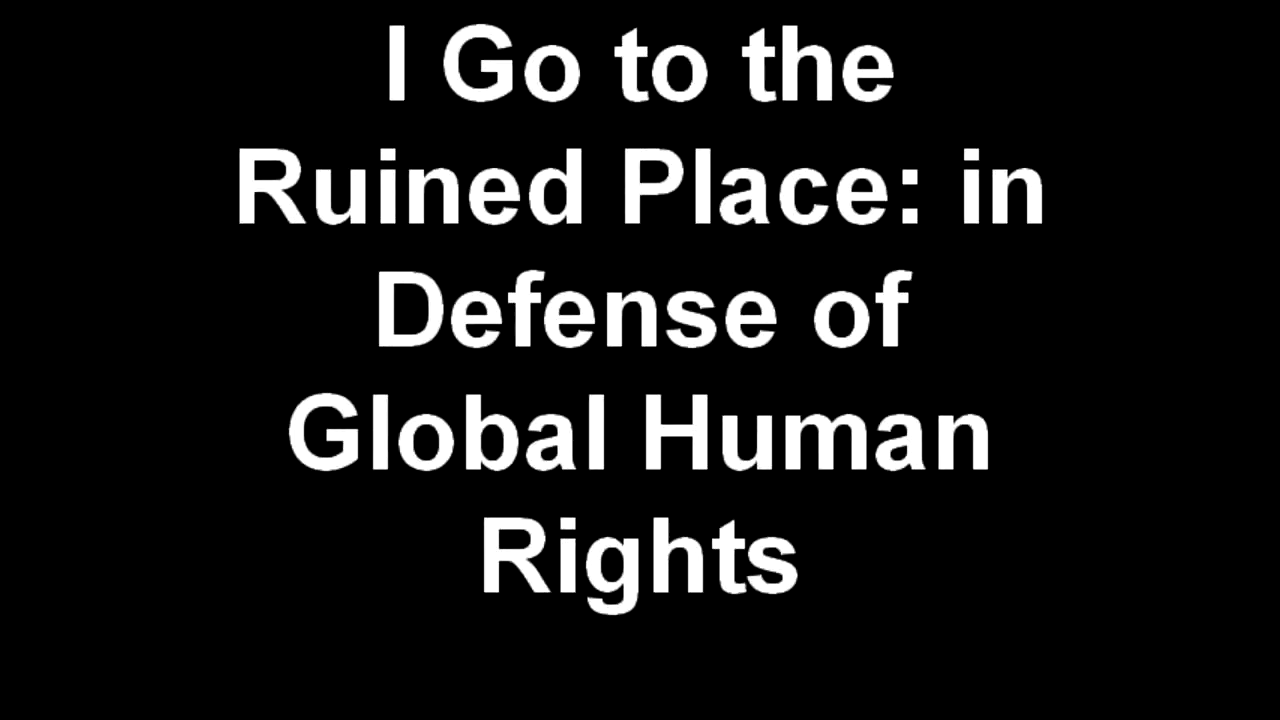 I Go to the
Ruined Place: in
Defense of
Global Human
Rights